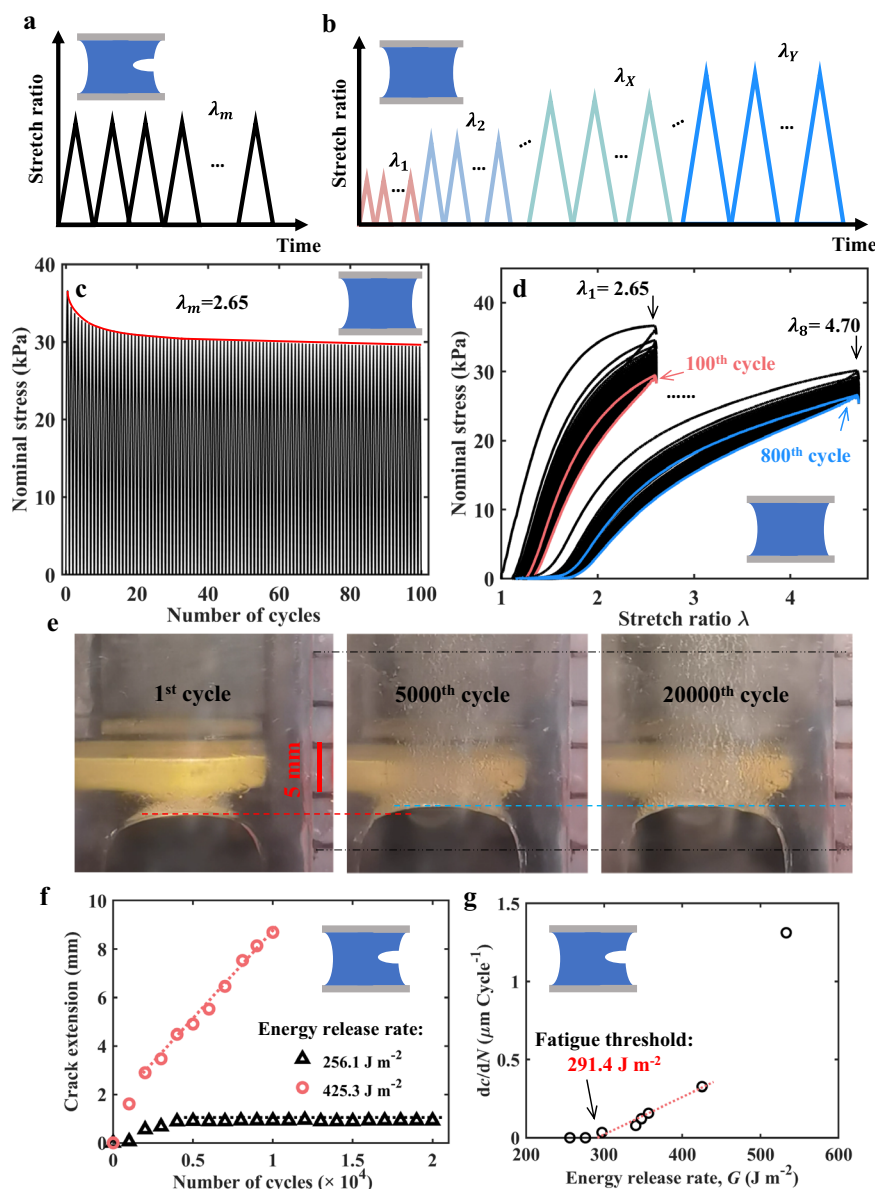 a
Stretch ratio
λm
...
Time
b
Stretch ratio
λ1
...
λ2
...
...
λX
...
...
λY
...
Time
c
λm=2.65
Nominal stress (kPa)
40
30
20
10
0
0 20 40 60 80 100
Number of cycles
d
λ1= 2.65
λ8= 4.70
100th cycle
......
800th cycle
Nominal stress (kPa)
40
30
20
10
0
1 2 3 4
Stretch ratio λ
e
1st cycle
5000th cycle
20000th cycle
5 mm
f
Crack extension (mm)
10
8
6
4
2
0
Energy release rate:
256.1 J m-2
425.3 J m-2
0 0.5 1 1.5 2
Number of cycles (× 10^4)
g
dc/dN (μm Cycle-1)
1.5
1
0.5
0
Fatigue threshold:
291.4 J m-2
200 300 400 500 600
Energy release rate, G (J m-2)